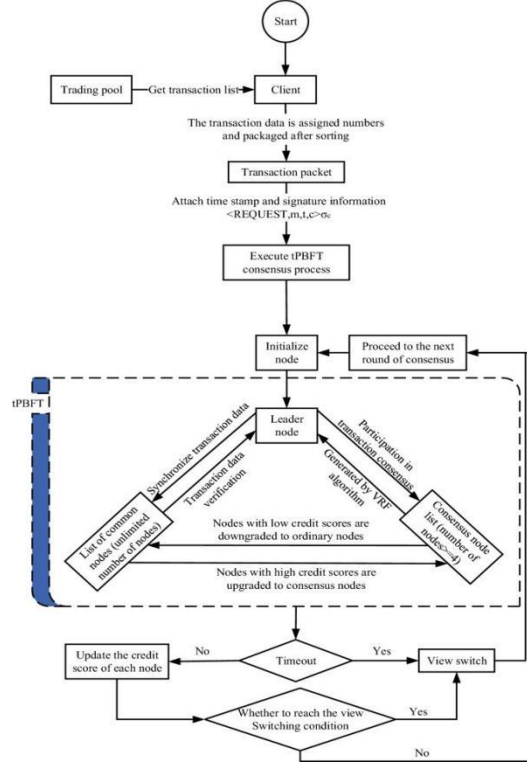 Start
Trading pool
Get transaction list
Client
The transaction data is assigned numbers
and packaged after sorting
Transaction packet
Attach time stamp and signature information
<REQUEST,m,t,c>σc
Execute tPBFT
consensus process
Initialize
node
Proceed to the next
round of consensus
tPBFT
Leader
node
Synchronize transaction data
Transaction data
verification
Participation in
transaction consensus
Generated by VRF
algorithm
List of common
nodes (unlimited
number of nodes)
Consensus node
list (number of
nodes>=4)
Nodes with low credit scores are
downgraded to ordinary nodes
Nodes with high credit scores are
upgraded to consensus nodes
Update the credit
score of each node
No
Timeout
Yes
View switch
Whether to reach the view
Switching condition
Yes
No